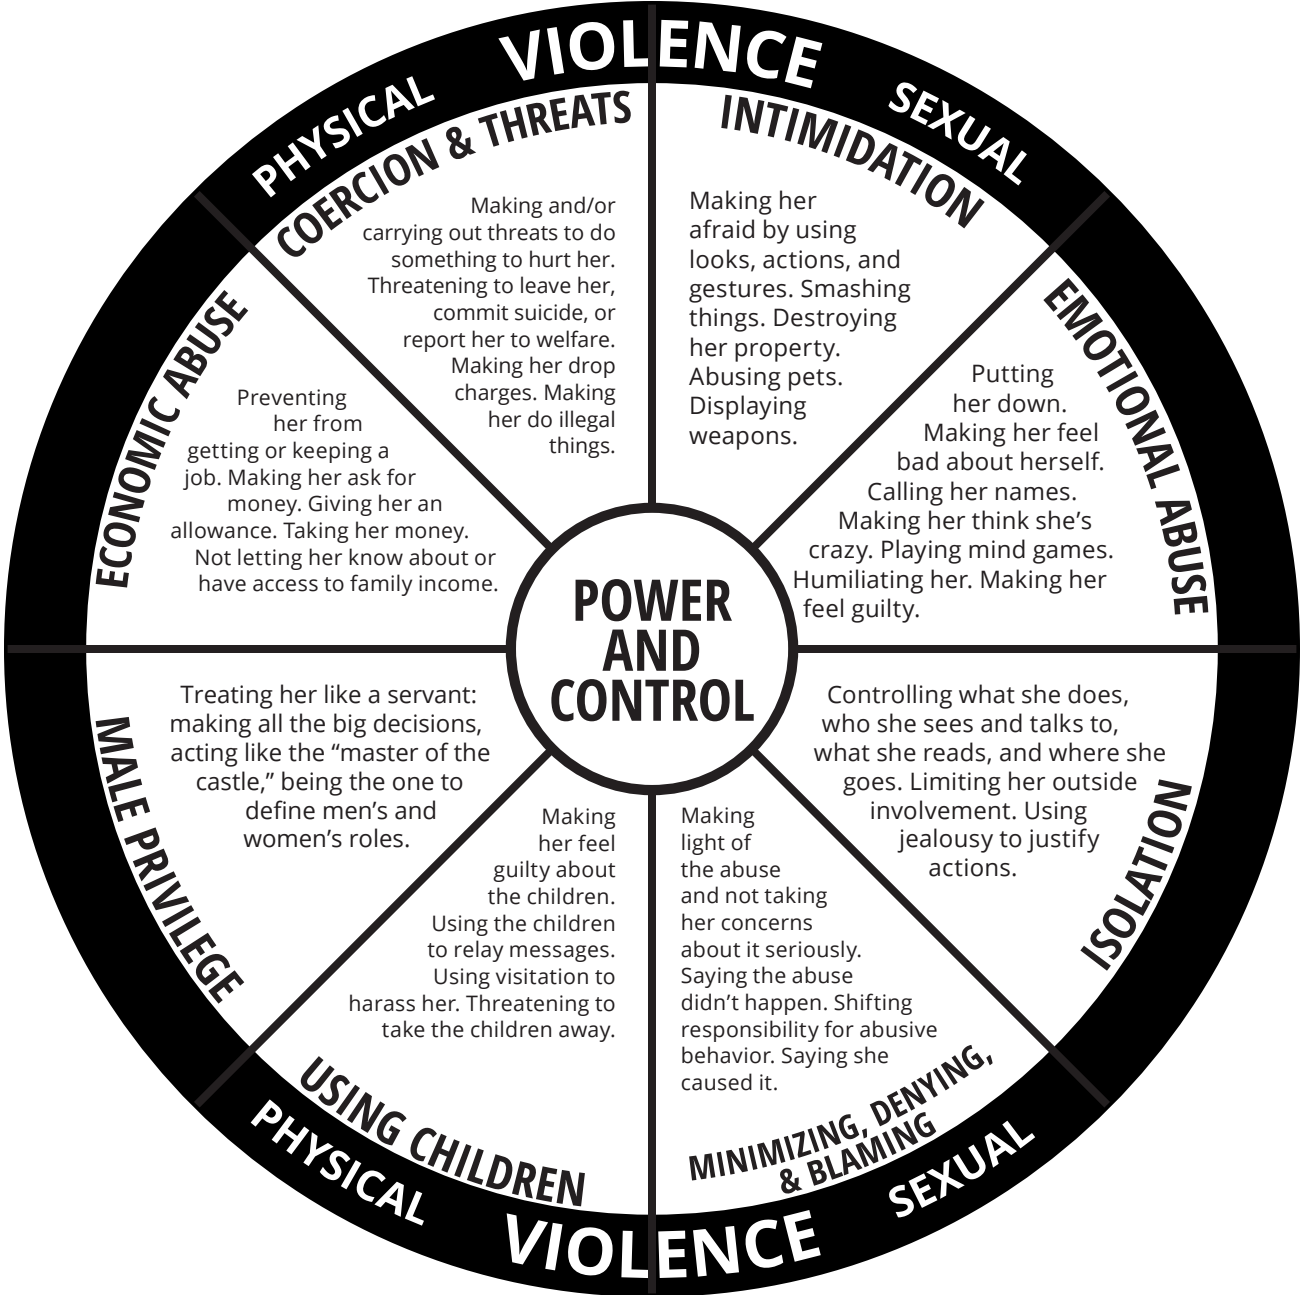 PHYSICAL
VIOLENCE
SEXUAL
COERCION & THREATS
Making and/or
carrying out threats to do
something to hurt her.
Threatening to leave her,
commit suicide, or
report her to welfare.
Making her drop
charges. Making
her do illegal
things.
INTIMIDATION
Making her
afraid by using
looks, actions, and
gestures. Smashing
things. Destroying
her property.
Abusing pets.
Displaying
weapons.
EMOTIONAL ABUSE
Putting
her down.
Making her feel
bad about herself.
Calling her names.
Making her think she’s
crazy. Playing mind games.
Humiliating her. Making her
feel guilty.
ISOLATION
Controlling what she does,
who she sees and talks to,
what she reads, and where she
goes. Limiting her outside
involvement. Using
jealousy to justify
actions.
MINIMIZING, DENYING,
& BLAMING
Making
light of
the abuse
and not taking
her concerns
about it seriously.
Saying the abuse
didn’t happen. Shifting
responsibility for abusive
behavior. Saying she
caused it.
USING CHILDREN
Making
her feel
guilty about
the children.
Using the children
to relay messages.
Using visitation to
harass her. Threatening to
take the children away.
MALE PRIVILEGE
Treating her like a servant:
making all the big decisions,
acting like the “master of the
castle,” being the one to
define men’s and
women’s roles.
ECONOMIC ABUSE
Preventing
her from
getting or keeping a
job. Making her ask for
money. Giving her an
allowance. Taking her money.
Not letting her know about or
have access to family income.
POWER
AND
CONTROL
PHYSICAL
VIOLENCE
SEXUAL